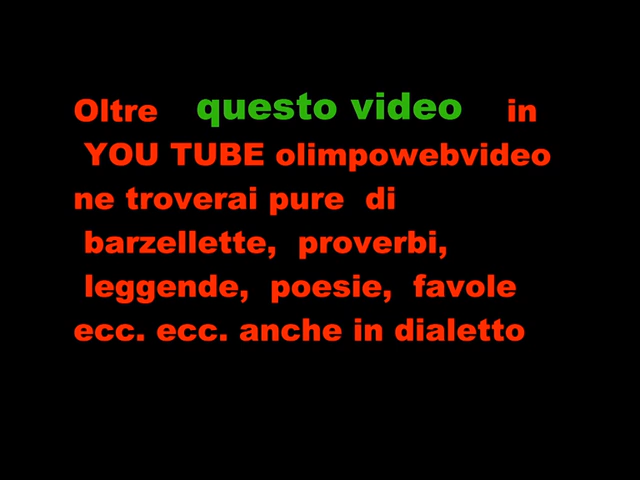 Oltre questo video in
YOU TUBE olimpowebvideo
ne troverai pure di
barzellette, proverbi,
leggende, poesie, favole
ecc. ecc. anche in dialetto